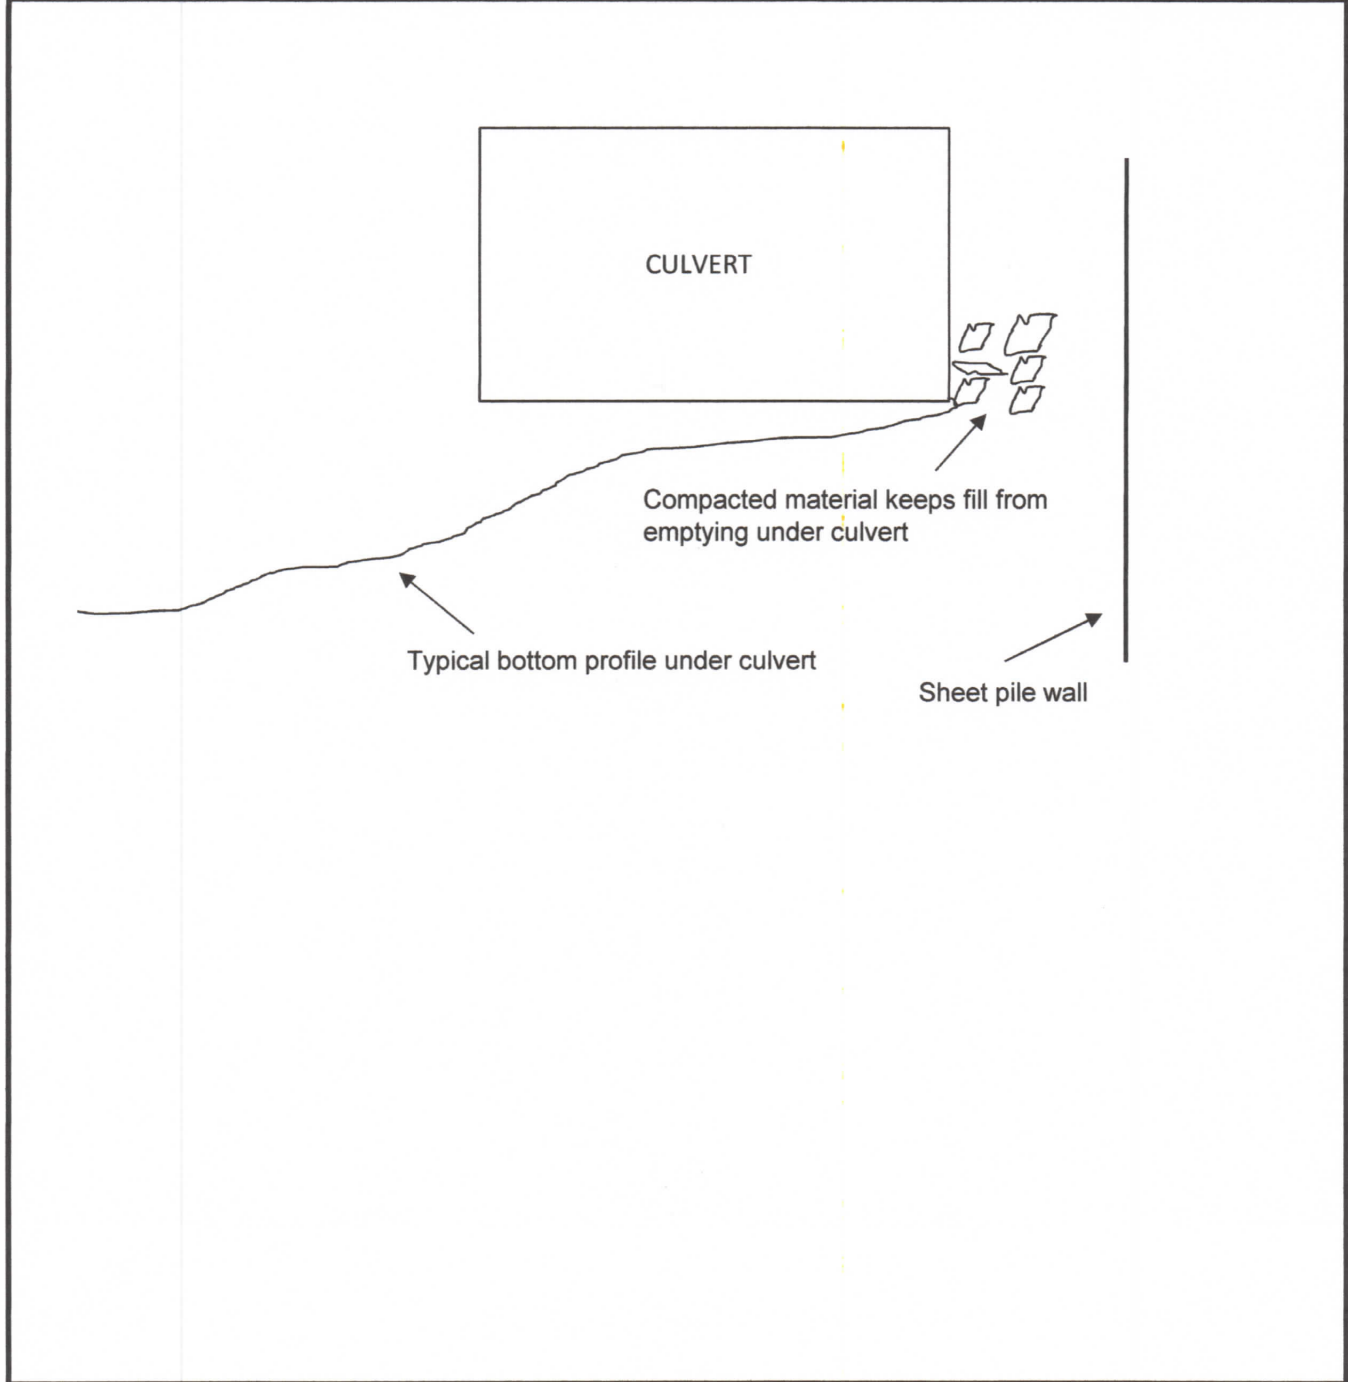 CULVERT
Compacted material keeps fill from
emptying under culvert
Typical bottom profile under culvert
Sheet pile wall